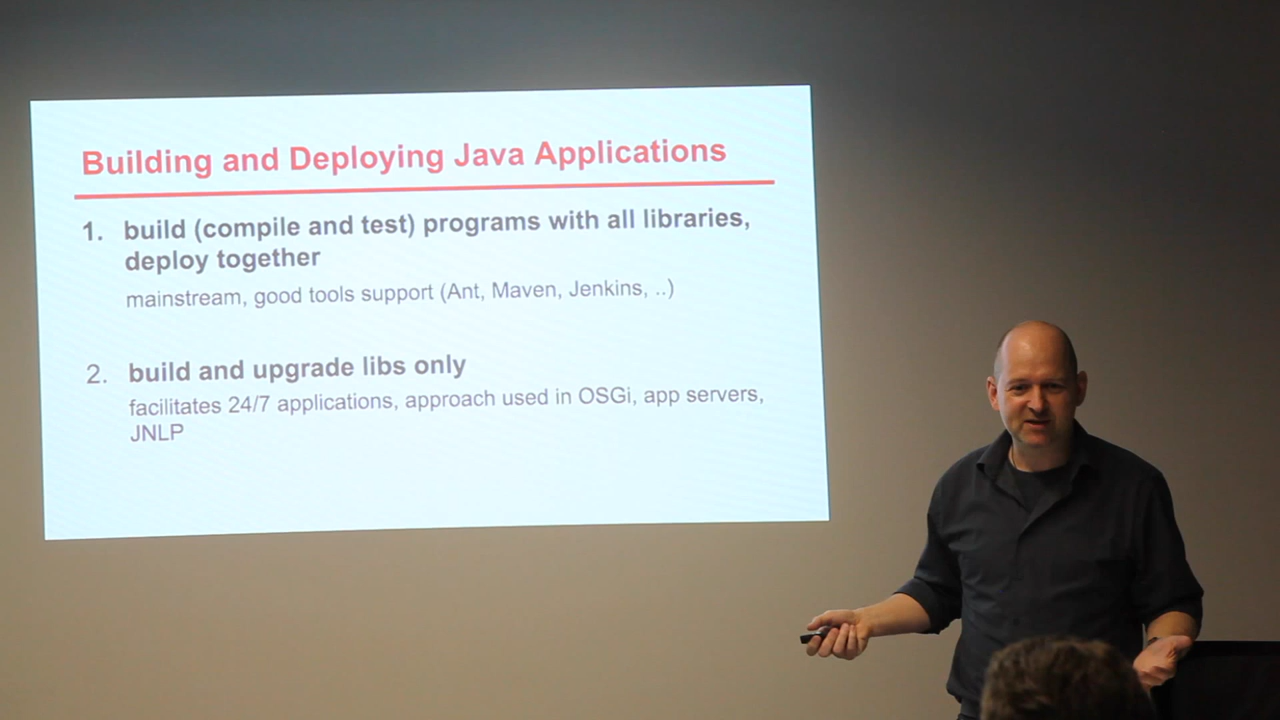 Building and Deploying Java Applications
1. build (compile and test) programs with all libraries,
deploy together
mainstream, good tools support (Ant, Maven, Jenkins, ..)
2. build and upgrade libs only
facilitates 24/7 applications, approach used in OSGi, app servers,
JNLP